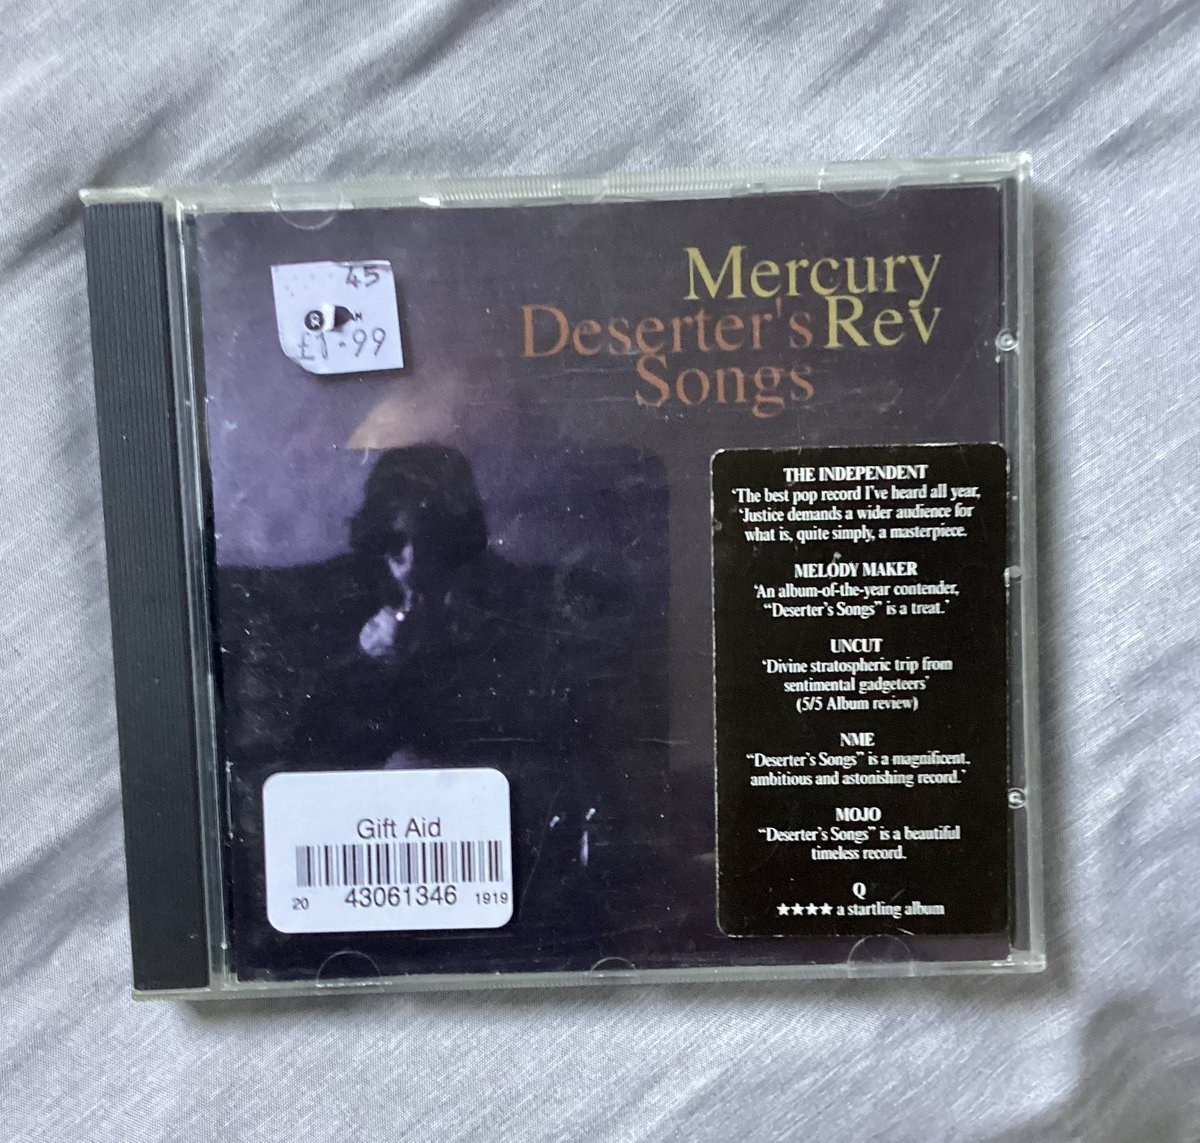 45
£1.99
Mercury
Deserter's Rev
Songs
THE INDEPENDENT
'The best pop record I've heard all year,
'Justice demands a wider audience for
what is, quite simply, a masterpiece.
MELODY MAKER
'An album-of-the-year contender,
"Deserter's Songs" is a treat.'
UNCUT
'Divine stratospheric trip from
sentimental gadgeteers'
(5/5 Album review)
NME
"Deserter's Songs" is a magnificent,
ambitious and astonishing record.'
MOJO
"Deserter's Songs" is a beautiful
timeless record.
Q
★★★★ a startling album
Gift Aid
20 43061346 1919